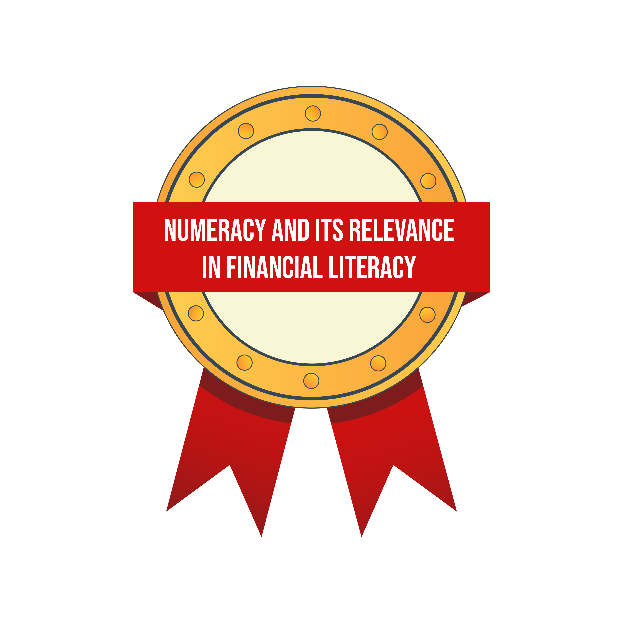 NUMERACY AND ITS RELEVANCE
IN FINANCIAL LITERACY